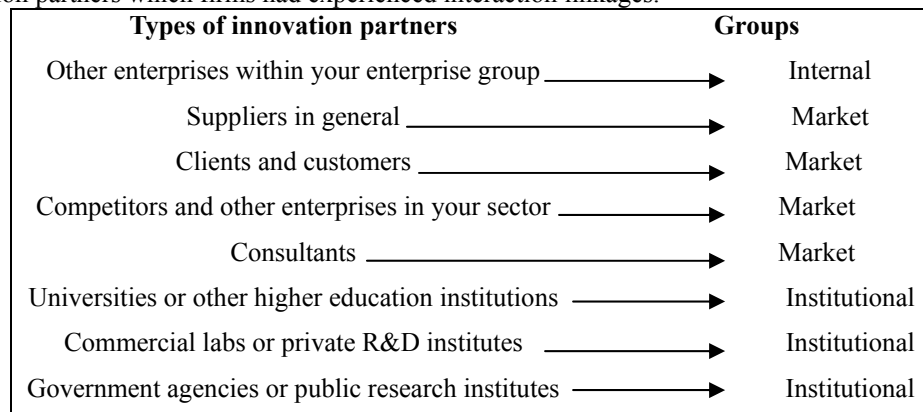 partners which firms had experienced interaction linkages.
Types of innovation partners Groups
Other enterprises within your enterprise group Internal
Suppliers in general Market
Clients and customers Market
Competitors and other enterprises in your sector Market
Consultants Market
Universities or other higher education institutions Institutional
Commercial labs or private R&D institutes Institutional
Government agencies or public research institutes Institutional